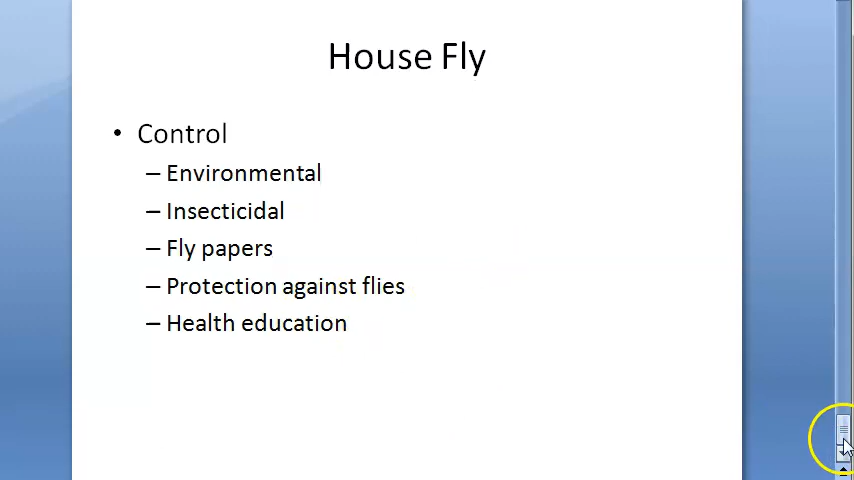 House Fly
• Control
– Environmental
– Insecticidal
– Fly papers
– Protection against flies
– Health education